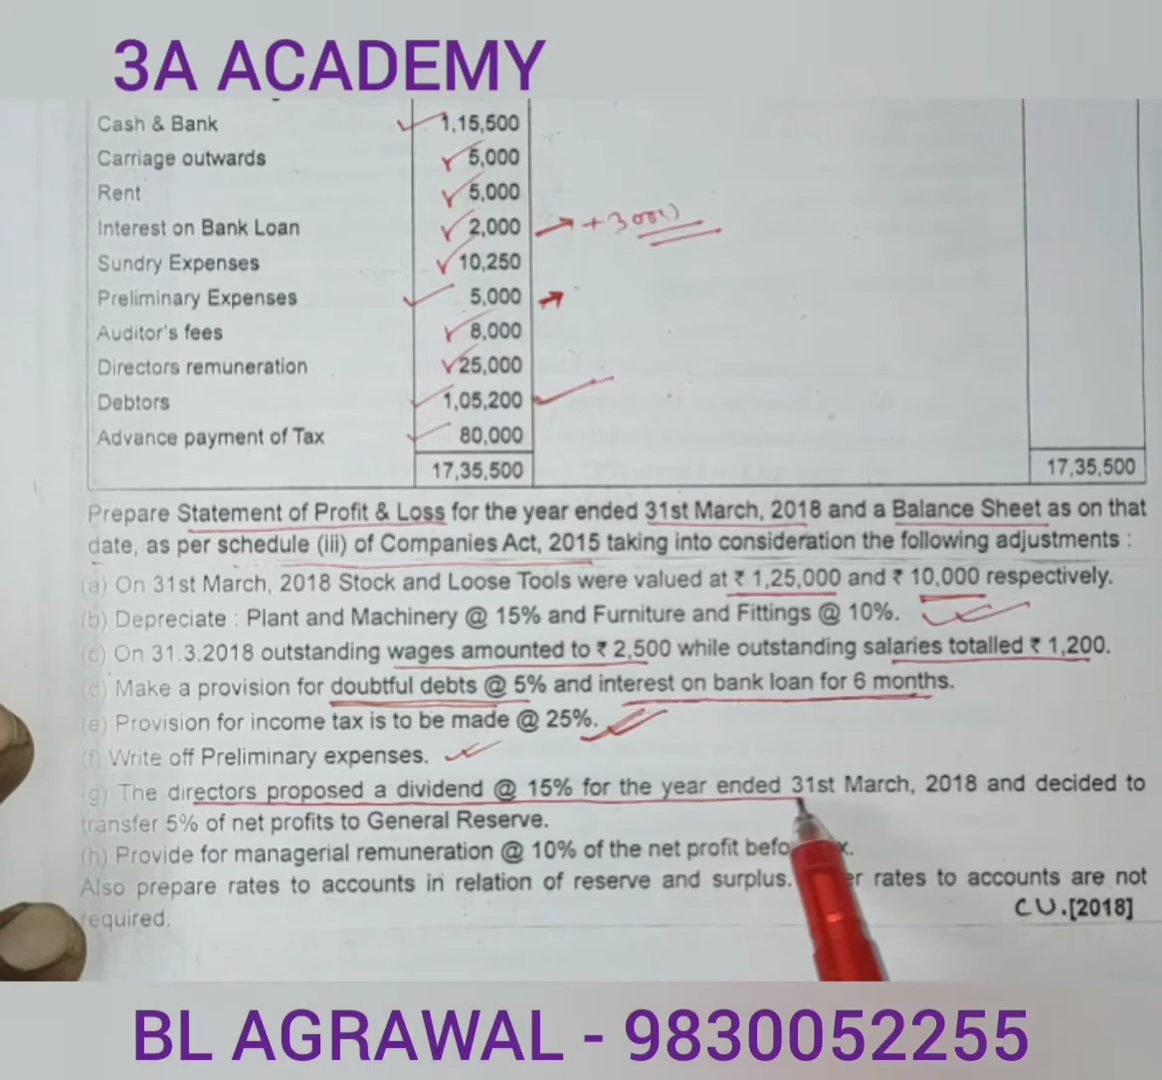 3A ACADEMY
Cash & Bank 1,15,500
Carriage outwards 5,000
Rent 5,000
Interest on Bank Loan 2,000 → +3000
Sundry Expenses 10,250
Preliminary Expenses 5,000 →
Auditor's fees 8,000
Directors remuneration 25,000
Debtors 1,05,200
Advance payment of Tax 80,000
17,35,500 17,35,500
Prepare Statement of Profit & Loss for the year ended 31st March, 2018 and a Balance Sheet as on that
date, as per schedule (iii) of Companies Act, 2015 taking into consideration the following adjustments :
(a) On 31st March, 2018 Stock and Loose Tools were valued at ₹ 1,25,000 and ₹ 10,000 respectively.
(b) Depreciate : Plant and Machinery @ 15% and Furniture and Fittings @ 10%.
(c) On 31.3.2018 outstanding wages amounted to ₹ 2,500 while outstanding salaries totalled ₹ 1,200.
(d) Make a provision for doubtful debts @ 5% and interest on bank loan for 6 months.
(e) Provision for income tax is to be made @ 25%.
(f) Write off Preliminary expenses.
(g) The directors proposed a dividend @ 15% for the year ended 31st March, 2018 and decided to
transfer 5% of net profits to General Reserve.
(h) Provide for managerial remuneration @ 10% of the net profit
Also prepare rates to accounts in relation of reserve and surplus. rates to accounts are not
required. C.U.[2018]
BL AGRAWAL - 9830052255